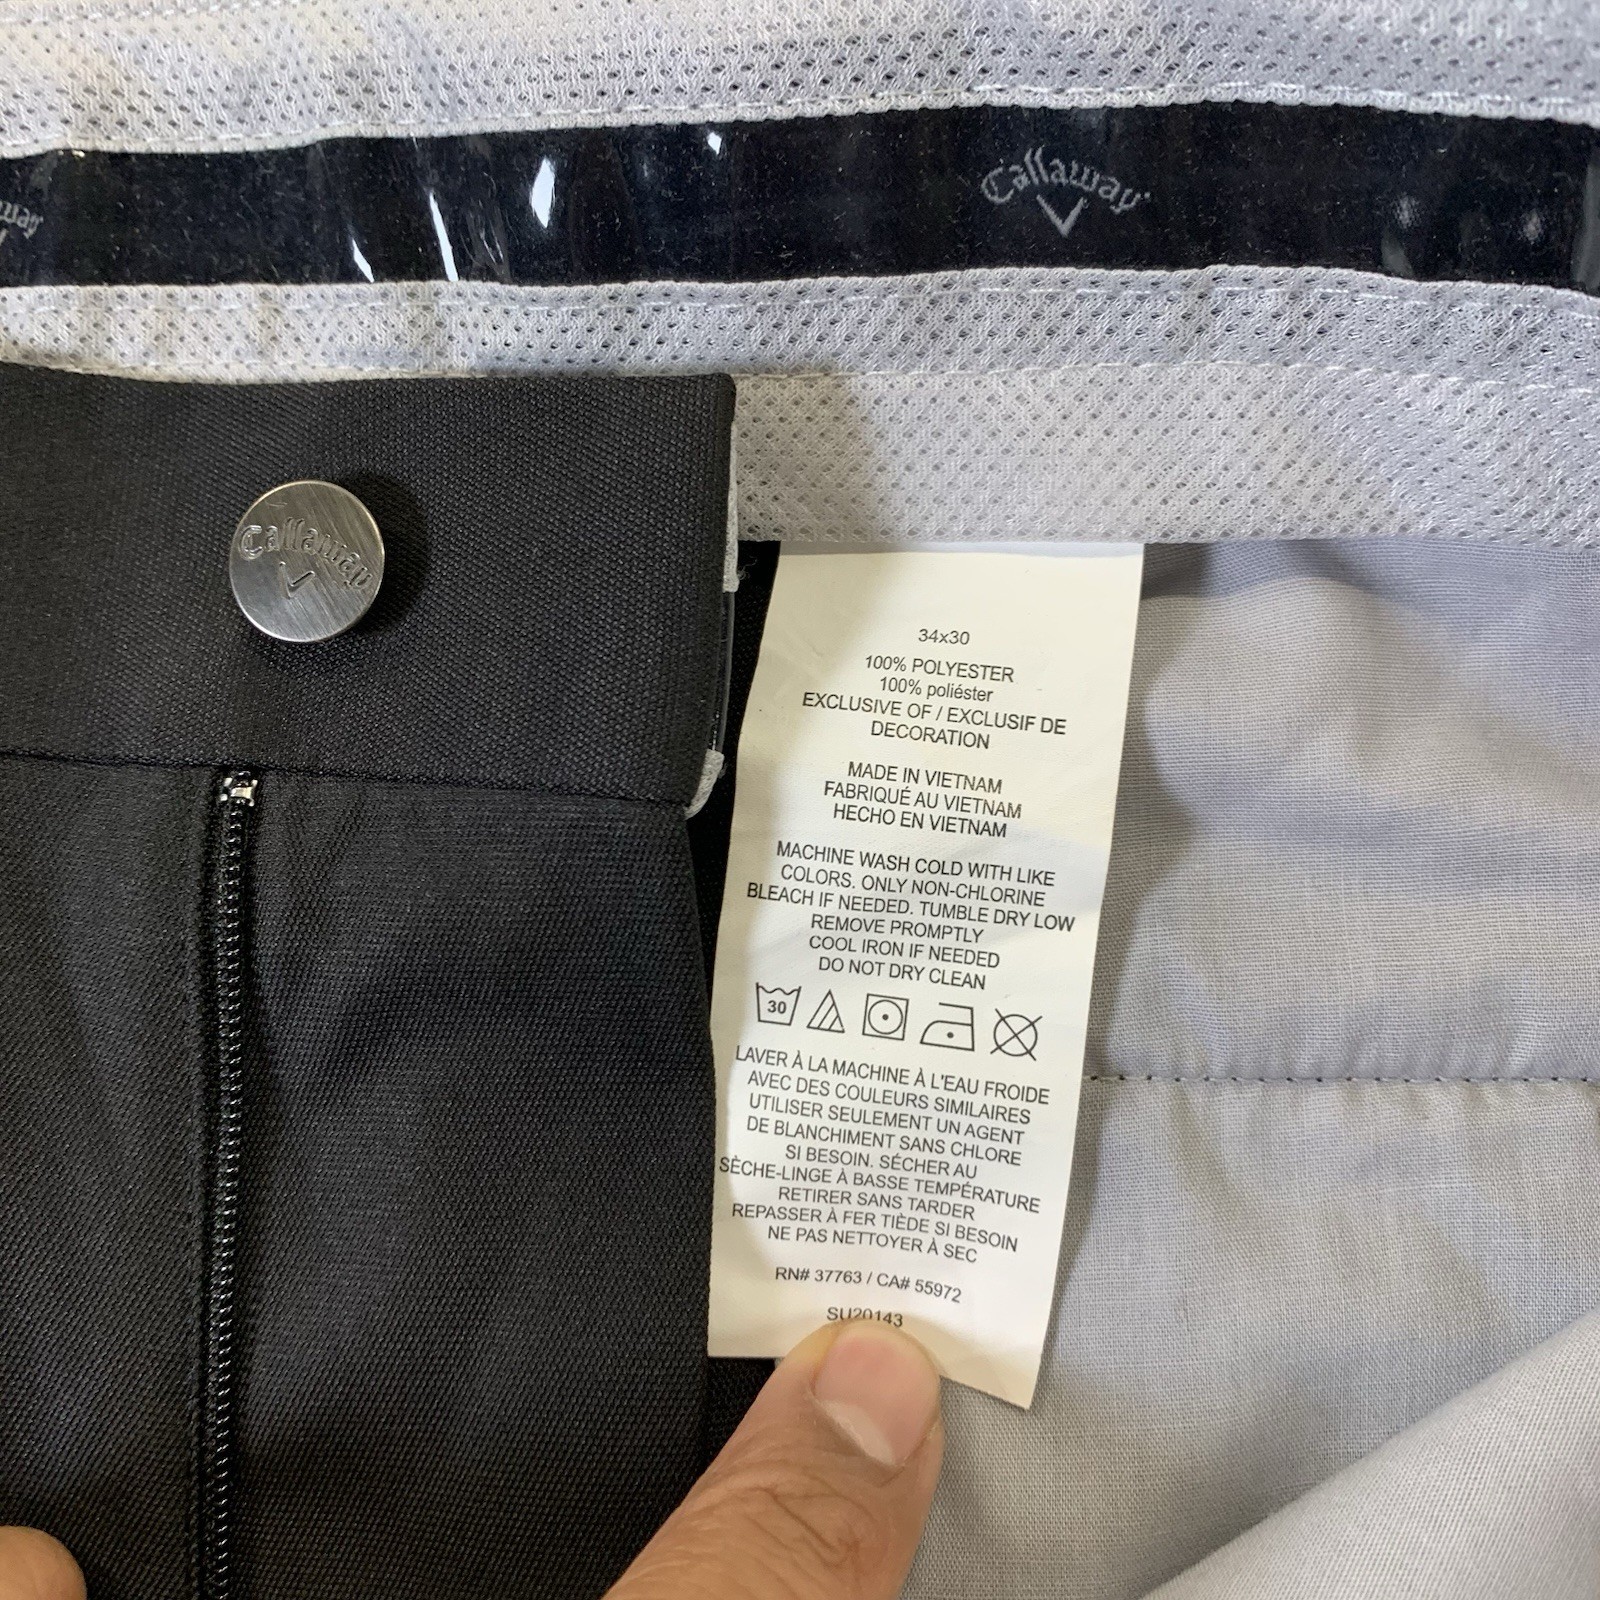 Callaway
Callaway
34x30
100% POLYESTER
100% poliéster
EXCLUSIVE OF / EXCLUSIF DE
DECORATION
MADE IN VIETNAM
FABRIQUÉ AU VIETNAM
HECHO EN VIETNAM
MACHINE WASH COLD WITH LIKE
COLORS. ONLY NON-CHLORINE
BLEACH IF NEEDED. TUMBLE DRY LOW
REMOVE PROMPTLY
COOL IRON IF NEEDED
DO NOT DRY CLEAN
30
LAVER À LA MACHINE À L'EAU FROIDE
AVEC DES COULEURS SIMILAIRES
UTILISER SEULEMENT UN AGENT
DE BLANCHIMENT SANS CHLORE
SI BESOIN. SÉCHER AU
SÈCHE-LINGE À BASSE TEMPÉRATURE
RETIRER SANS TARDER
REPASSER À FER TIÈDE SI BESOIN
NE PAS NETTOYER À SEC
RN# 37763 / CA# 55972
SU20143